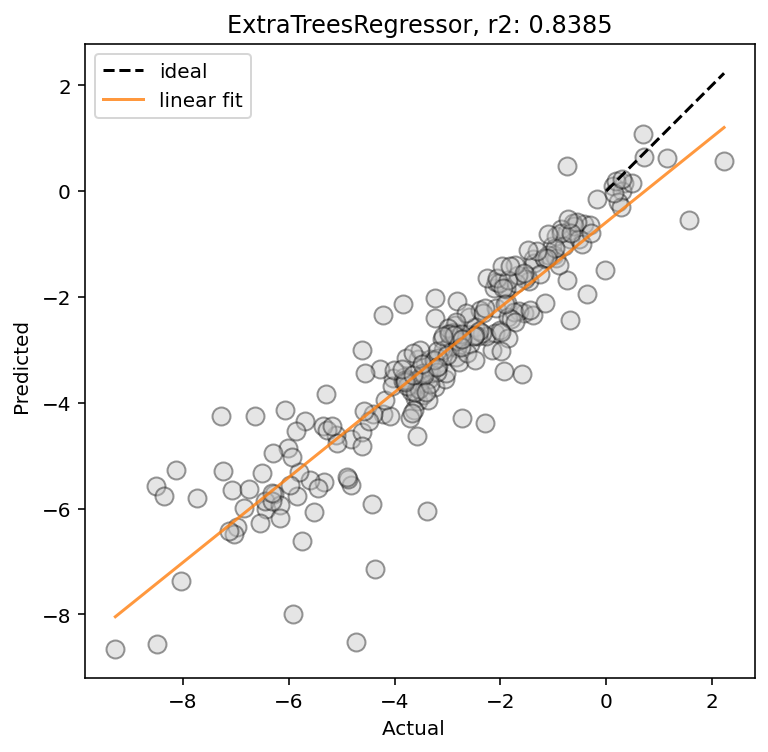 ExtraTreesRegressor, r2: 0.8385
ideal
linear fit
2
0
−2
−4
−6
−8
Predicted
−8 −6 −4 −2 0 2
Actual